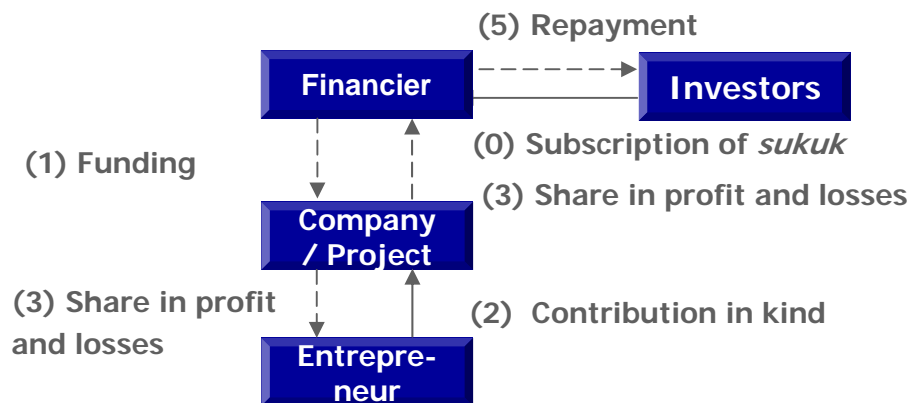 (5) Repayment
Financier
Investors
(0) Subscription of sukuk
(1) Funding
(3) Share in profit and losses
Company
/ Project
(3) Share in profit
and losses
(2) Contribution in kind
Entrepre-
neur